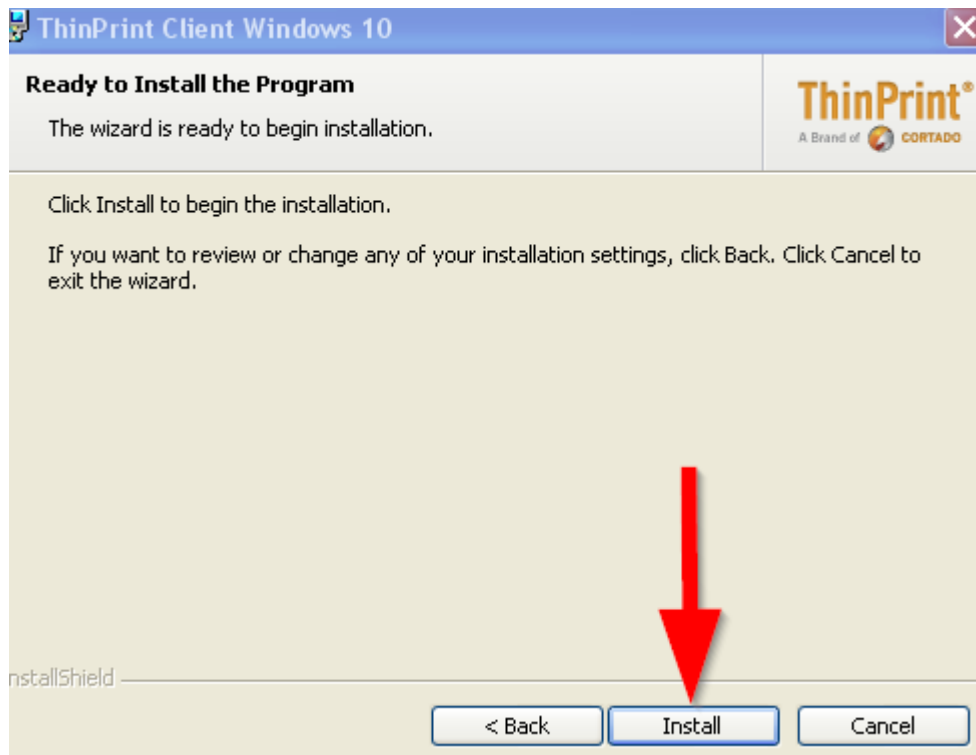 ThinPrint Client Windows 10
Ready to Install the Program
The wizard is ready to begin installation.
ThinPrint®
A Brand of CORTADO
Click Install to begin the installation.
If you want to review or change any of your installation settings, click Back. Click Cancel to
exit the wizard.
nstallShield
< Back Install Cancel